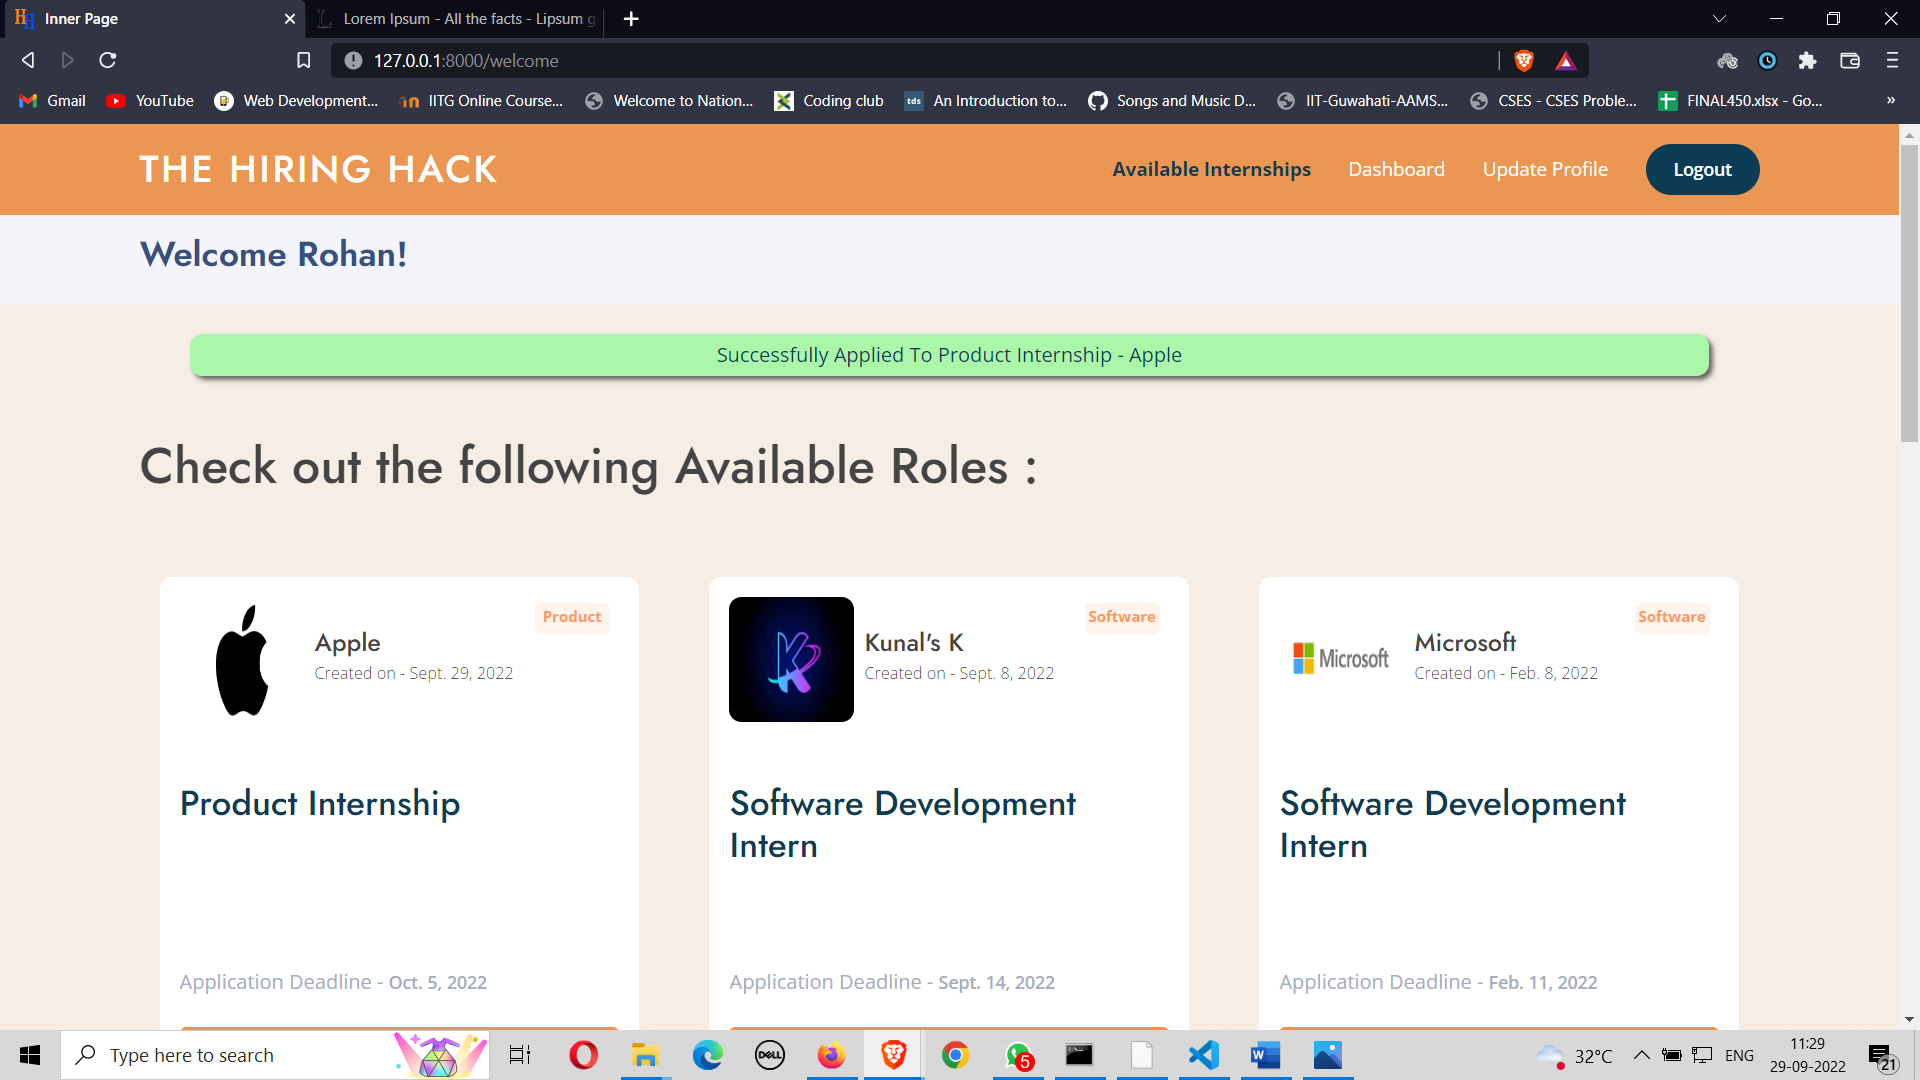 Inner Page
Lorem Ipsum - All the facts - Lipsum g
127.0.0.1:8000/welcome
Gmail
YouTube
Web Development...
IITG Online Course...
Welcome to Nation...
Coding club
tds An Introduction to...
Songs and Music D...
IIT-Guwahati-AAMS...
CSES - CSES Proble...
FINAL450.xlsx - Go...
»
THE HIRING HACK
Available Internships
Dashboard
Update Profile
Logout
Welcome Rohan!
Successfully Applied To Product Internship - Apple
Check out the following Available Roles :
Product
Apple
Created on - Sept. 29, 2022
Product Internship
Application Deadline - Oct. 5, 2022
Software
Kunal's K
Created on - Sept. 8, 2022
Software Development
Intern
Application Deadline - Sept. 14, 2022
Software
Microsoft
Microsoft
Created on - Feb. 8, 2022
Software Development
Intern
Application Deadline - Feb. 11, 2022
Type here to search
DELL
5
32°C
ENG
11:29
29-09-2022
21